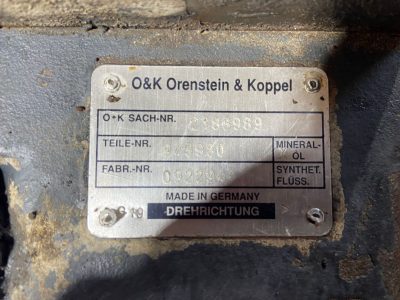 O&K Orenstein & Koppel
O+K SACH-NR.
TEILE-NR.
MINERAL-
ÖL
FABR.-NR.
SYNTHET.
FLÜSS.
MADE IN GERMANY
DREHRICHTUNG